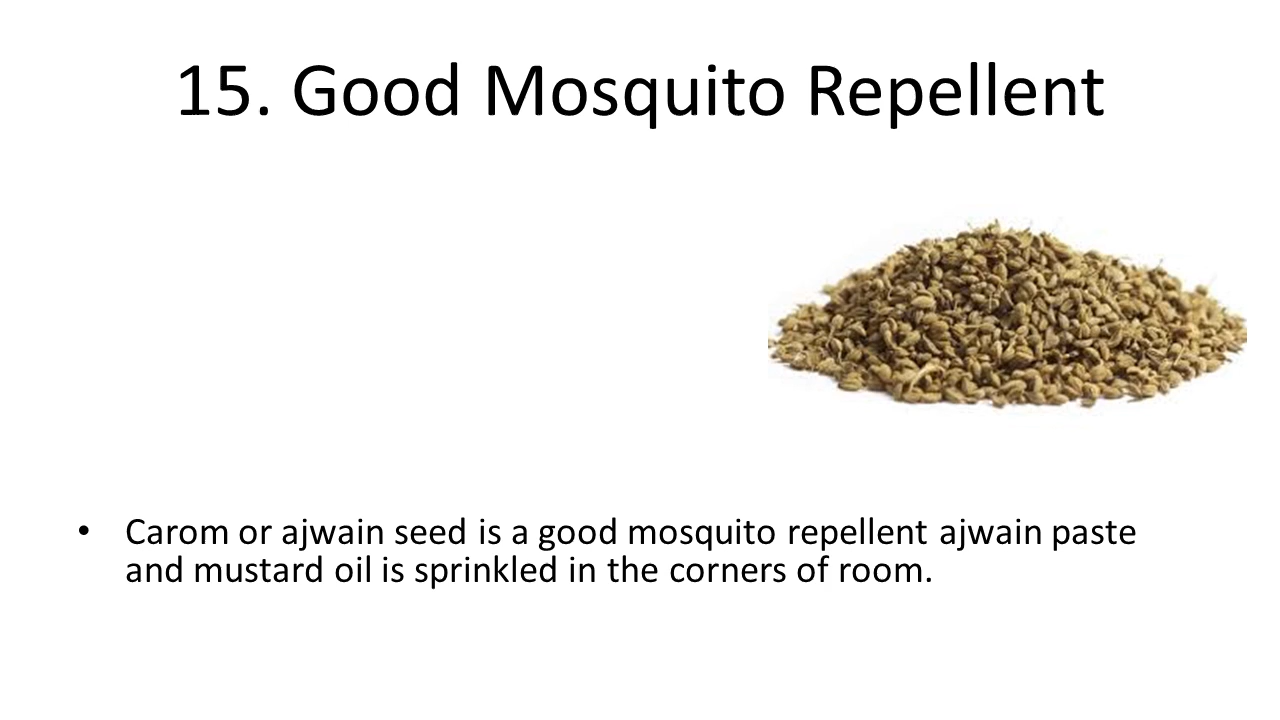 15. Good Mosquito Repellent
• Carom or ajwain seed is a good mosquito repellent ajwain paste
and mustard oil is sprinkled in the corners of room.